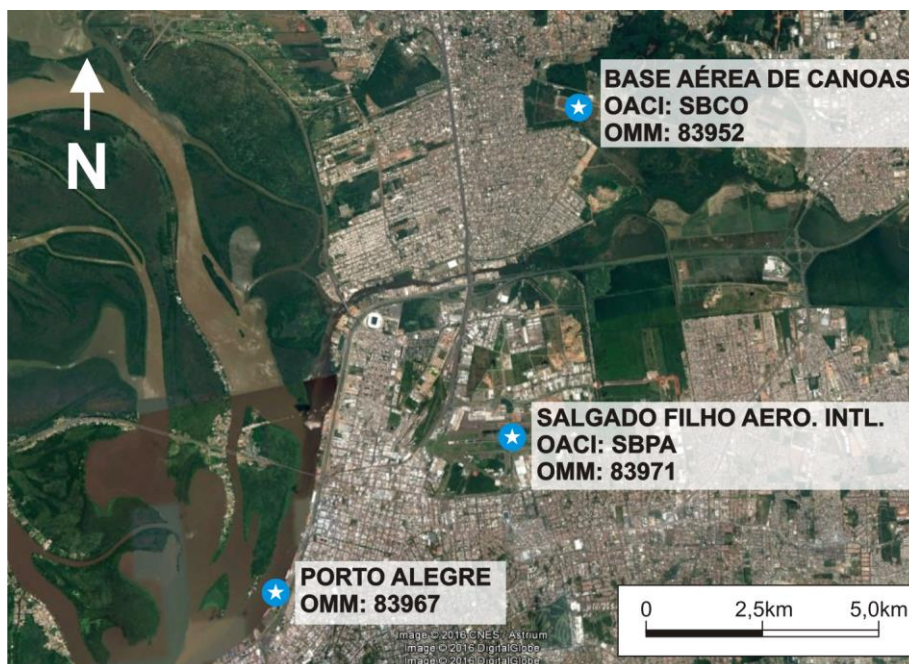 BASE AÉREA DE CANOAS
OACI: SBCO
OMM: 83952
N
SALGADO FILHO AERO. INTL.
OACI: SBPA
OMM: 83971
PORTO ALEGRE
OMM: 83967
0 2,5km 5,0km
Image © 2016 CNES / Astrium
Image © 2016 DigitalGlobe
Image © 2016 DigitalGlobe